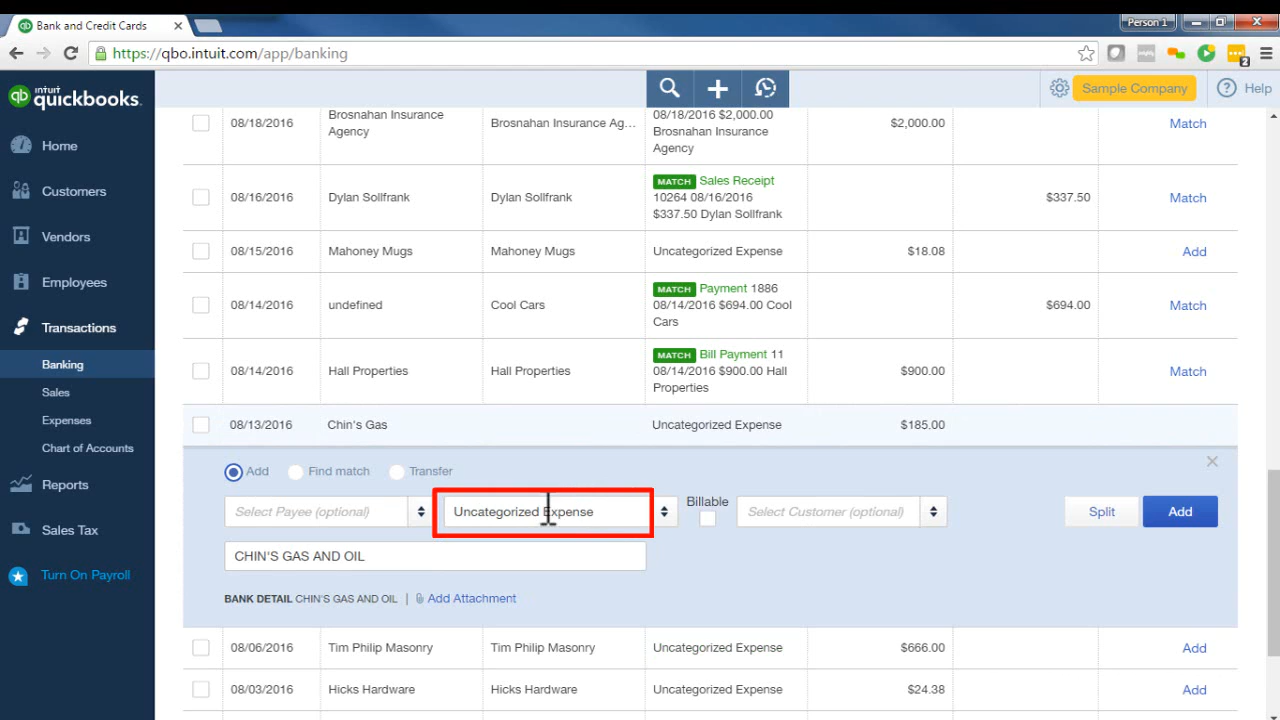 Bank and Credit Cards
Person 1
https://qbo.intuit.com/app/banking
2
intuit
qb quickbooks.
Sample Company
Help
Home
Customers
Vendors
Employees
Transactions
Banking
Sales
Expenses
Chart of Accounts
Reports
Sales Tax
Turn On Payroll
08/18/2016 Brosnahan Insurance Agency Brosnahan Insurance Ag... 08/18/2016 $2,000.00 Brosnahan Insurance Agency $2,000.00 Match
08/16/2016 Dylan Sollfrank Dylan Sollfrank MATCH Sales Receipt 10264 08/16/2016 $337.50 Dylan Sollfrank $337.50 Match
08/15/2016 Mahoney Mugs Mahoney Mugs Uncategorized Expense $18.08 Add
08/14/2016 undefined Cool Cars MATCH Payment 1886 08/14/2016 $694.00 Cool Cars $694.00 Match
08/14/2016 Hall Properties Hall Properties MATCH Bill Payment 11 08/14/2016 $900.00 Hall Properties $900.00 Match
08/13/2016 Chin's Gas Uncategorized Expense $185.00
Add Find match Transfer
Select Payee (optional) Uncategorized Expense Billable Select Customer (optional) Split Add
CHIN'S GAS AND OIL
BANK DETAIL CHIN'S GAS AND OIL | Add Attachment
08/06/2016 Tim Philip Masonry Tim Philip Masonry Uncategorized Expense $666.00 Add
08/03/2016 Hicks Hardware Hicks Hardware Uncategorized Expense $24.38 Add